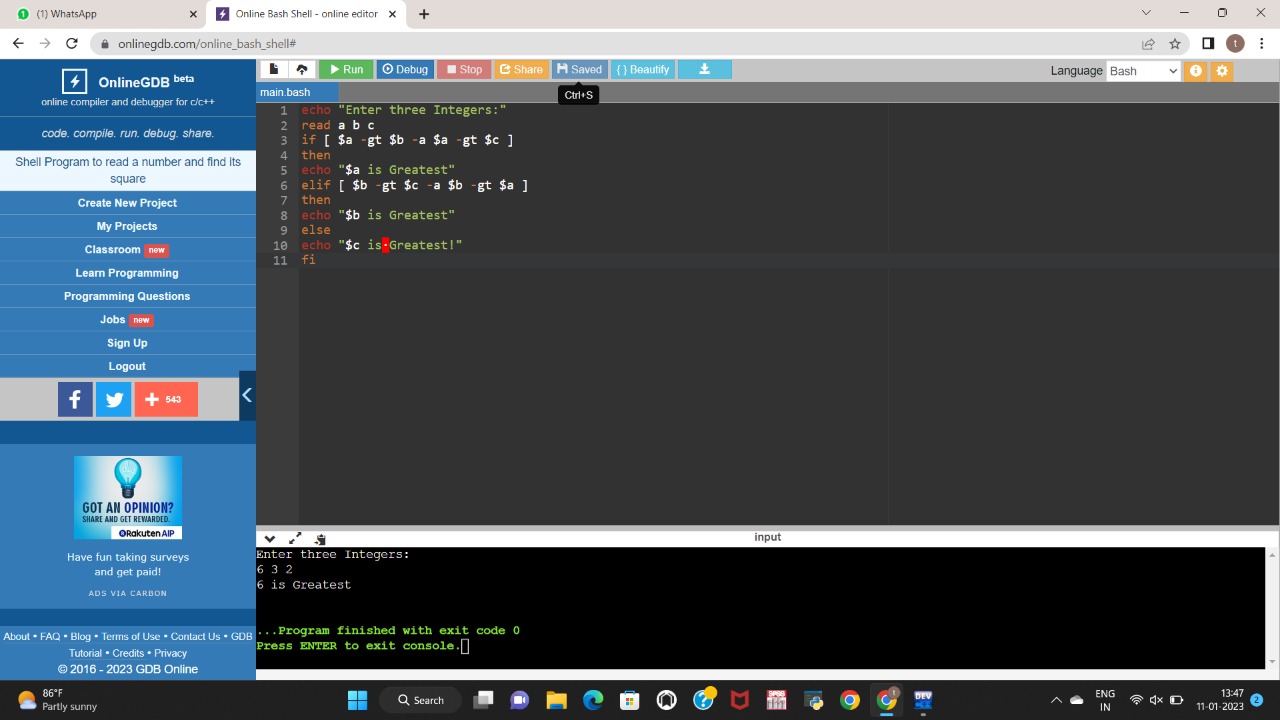 (1) WhatsApp
Online Bash Shell - online editor
onlinegdb.com/online_bash_shell#
t
OnlineGDB beta
online compiler and debugger for c/c++
code. compile. run. debug. share.
Shell Program to read a number and find its
square
Create New Project
My Projects
Classroom new
Learn Programming
Programming Questions
Jobs new
Sign Up
Logout
543
GOT AN OPINION?
SHARE AND GET REWARDED.
Rakuten AIP
Have fun taking surveys
and get paid!
ADS VIA CARBON
About • FAQ • Blog • Terms of Use • Contact Us • GDB
Tutorial • Credits • Privacy
© 2016 - 2023 GDB Online
Run Debug Stop Share Saved { } Beautify
Language Bash
Ctrl+S
main.bash
1 echo "Enter three Integers:"
2 read a b c
3 if [ $a -gt $b -a $a -gt $c ]
4 then
5 echo "$a is Greatest"
6 elif [ $b -gt $c -a $b -gt $a ]
7 then
8 echo "$b is Greatest"
9 else
10 echo "$c is·Greatest!"
11 fi
input
Enter three Integers:
6 3 2
6 is Greatest
...Program finished with exit code 0
Press ENTER to exit console.
86°F
Partly sunny
Search
ENG
IN
13:47
11-01-2023
2